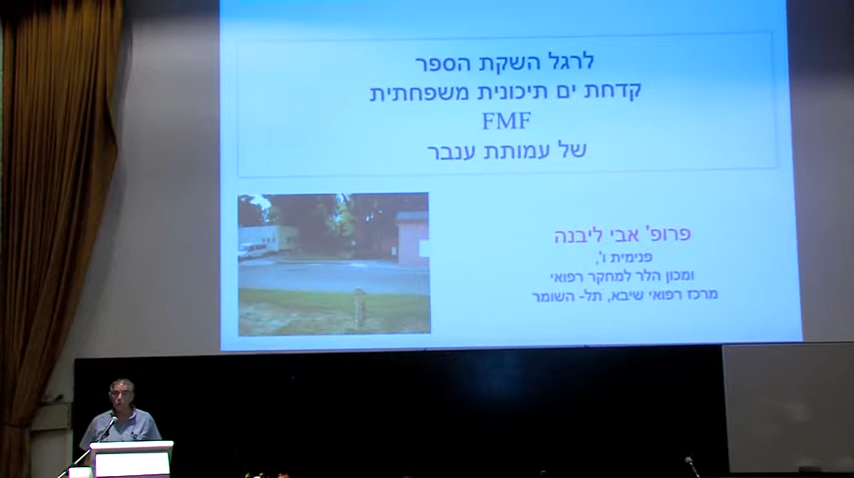 לרגל השקת הספר
קדחת ים תיכונית משפחתית
FMF
של עמותת ענבר
פרופ' אבי ליבנה
פנימית ו',
ומכון הלר למחקר רפואי
מרכז רפואי שיבא, תל- השומר